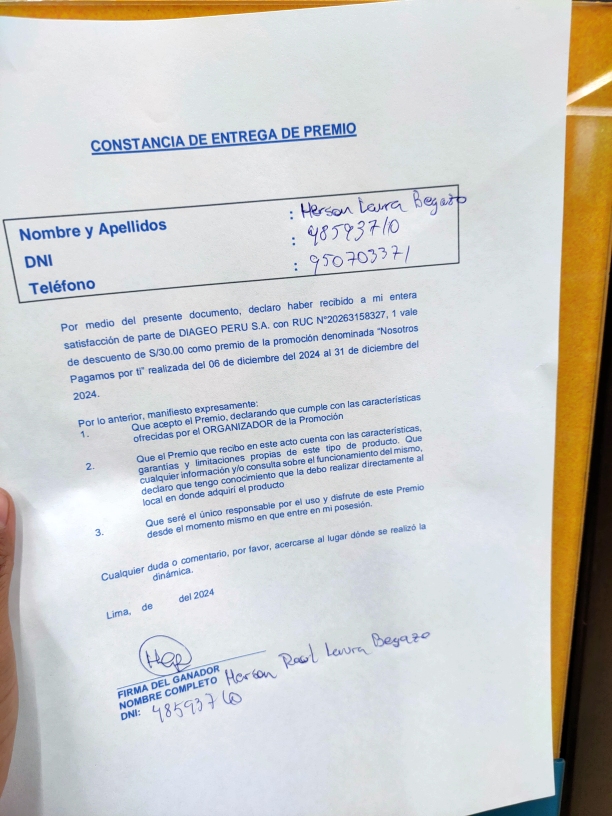 CONSTANCIA DE ENTREGA DE PREMIO
Nombre y Apellidos : Herson Laura Begazo
DNI : 48593710
Teléfono : 950703371
Por medio del presente documento, declaro haber recibido a mi entera
satisfacción de parte de DIAGEO PERU S.A. con RUC N°20263158327, 1 vale
de descuento de S/30.00 como premio de la promoción denominada "Nosotros
Pagamos por ti" realizada del 06 de diciembre del 2024 al 31 de diciembre del
2024.
Por lo anterior, manifiesto expresamente:
1. Que acepto el Premio, declarando que cumple con las características
ofrecidas por el ORGANIZADOR de la Promoción
2. Que el Premio que recibo en este acto cuenta con las características,
garantías y limitaciones propias de este tipo de producto. Que
cualquier información y/o consulta sobre el funcionamiento del mismo,
declaro que tengo conocimiento que la debo realizar directamente al
local en donde adquirí el producto
3. Que seré el único responsable por el uso y disfrute de este Premio
desde el momento mismo en que entre en mi posesión.
Cualquier duda o comentario, por favor, acercarse al lugar dónde se realizó la
dinámica.
Lima, de del 2024
FIRMA DEL GANADOR
NOMBRE COMPLETO Herson Raul Laura Begazo
DNI: 48593710